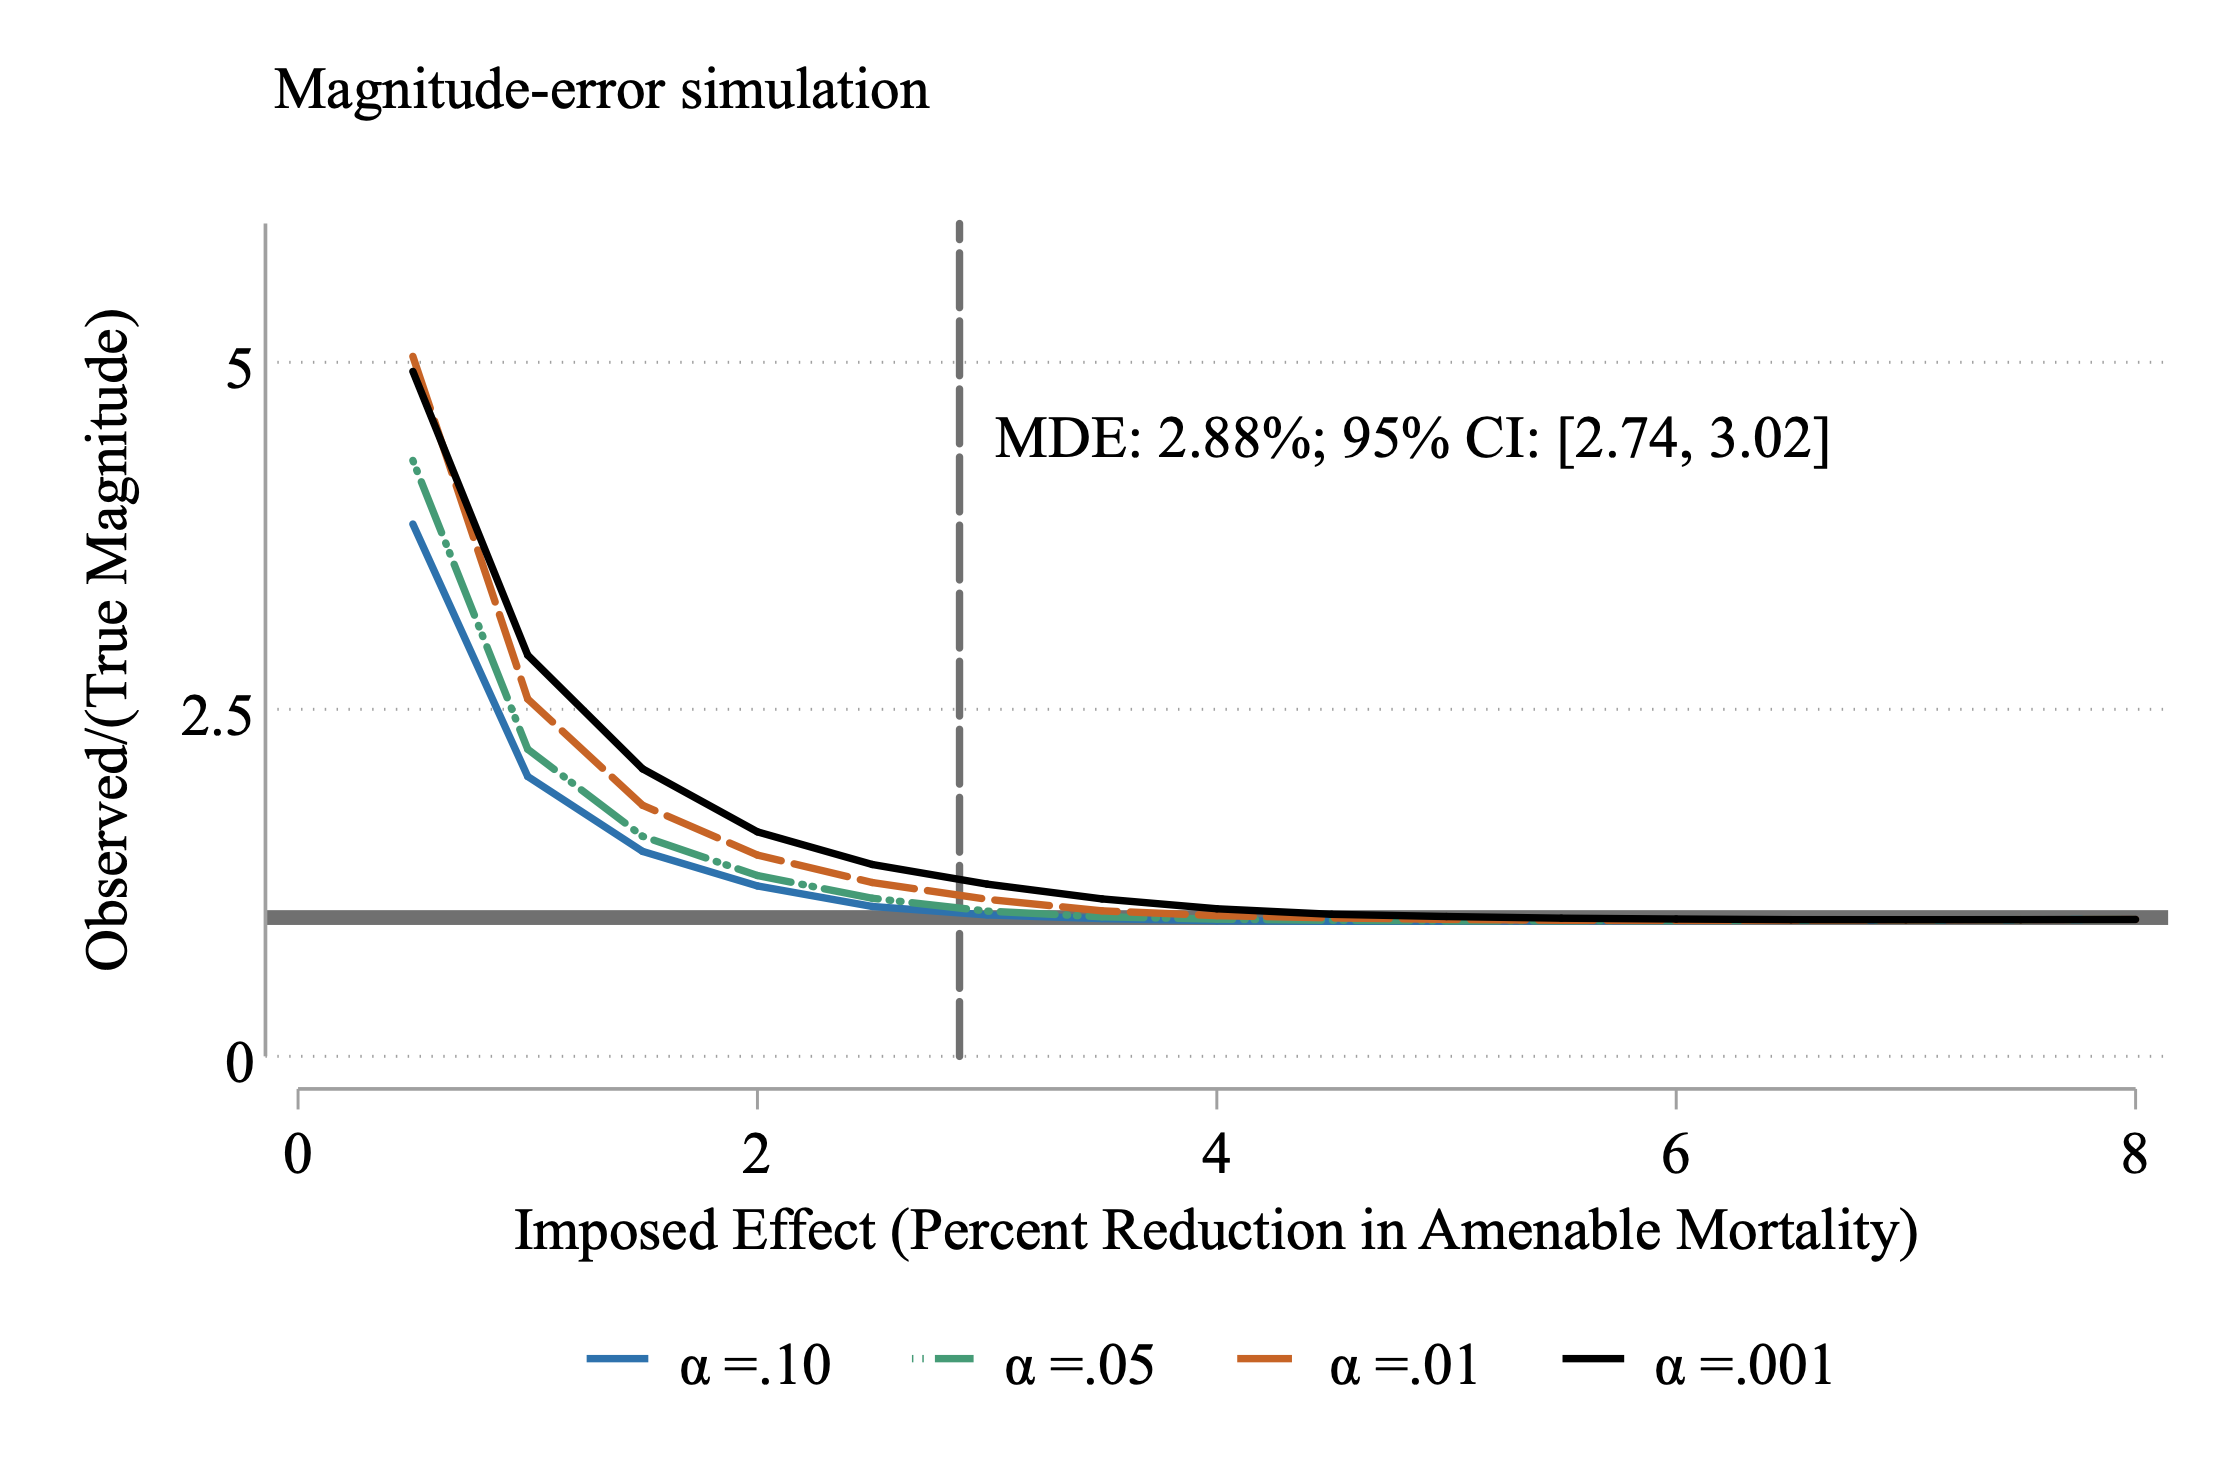 Magnitude-error simulation
Observed/(True Magnitude)
5
2.5
0
MDE: 2.88%; 95% CI: [2.74, 3.02]
0 2 4 6 8
Imposed Effect (Percent Reduction in Amenable Mortality)
α =.10 α =.05 α =.01 α =.001